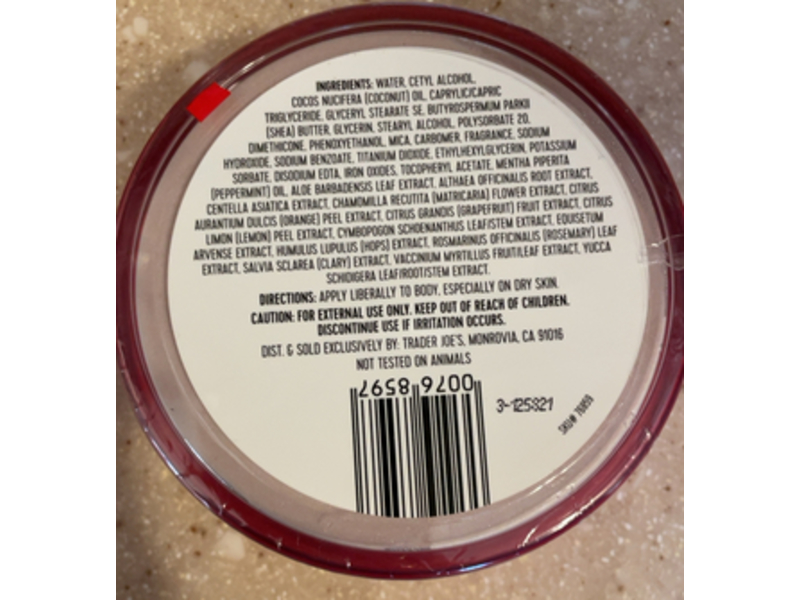 INGREDIENTS: WATER, CETYL ALCOHOL,
COCOS NUCIFERA (COCONUT) OIL, CAPRYLIC/CAPRIC
TRIGLYCERIDE, GLYCERYL STEARATE SE, BUTYROSPERMUM PARKII
(SHEA) BUTTER, GLYCERIN, STEARYL ALCOHOL, POLYSORBATE 20,
DIMETHICONE, PHENOXYETHANOL, MICA, CARBOMER, FRAGRANCE, SODIUM
HYDROXIDE, SODIUM BENZOATE, TITANIUM DIOXIDE, ETHYLHEXYLGLYCERIN, POTASSIUM
SORBATE, DISODIUM EDTA, IRON OXIDES, TOCOPHERYL ACETATE, MENTHA PIPERITA
(PEPPERMINT) OIL, ALOE BARBADENSIS LEAF EXTRACT, ALTHAEA OFFICINALIS ROOT EXTRACT,
CENTELLA ASIATICA EXTRACT, CHAMOMILLA RECUTITA (MATRICARIA) FLOWER EXTRACT, CITRUS
AURANTIUM DULCIS (ORANGE) PEEL EXTRACT, CITRUS GRANDIS (GRAPEFRUIT) FRUIT EXTRACT, CITRUS
LIMON (LEMON) PEEL EXTRACT, CYMBOPOGON SCHOENANTHUS LEAF/STEM EXTRACT, EQUISETUM
ARVENSE EXTRACT, HUMULUS LUPULUS (HOPS) EXTRACT, ROSMARINUS OFFICINALIS (ROSEMARY) LEAF
EXTRACT, SALVIA SCLAREA (CLARY) EXTRACT, VACCINIUM MYRTILLUS FRUIT/LEAF EXTRACT, YUCCA
SCHIDIGERA LEAF/ROOT/STEM EXTRACT.
DIRECTIONS: APPLY LIBERALLY TO BODY, ESPECIALLY ON DRY SKIN.
CAUTION: FOR EXTERNAL USE ONLY. KEEP OUT OF REACH OF CHILDREN.
DISCONTINUE USE IF IRRITATION OCCURS.
DIST. & SOLD EXCLUSIVELY BY: TRADER JOE'S, MONROVIA, CA 91016
NOT TESTED ON ANIMALS
0076 8597
3-125821
SKU# 76859